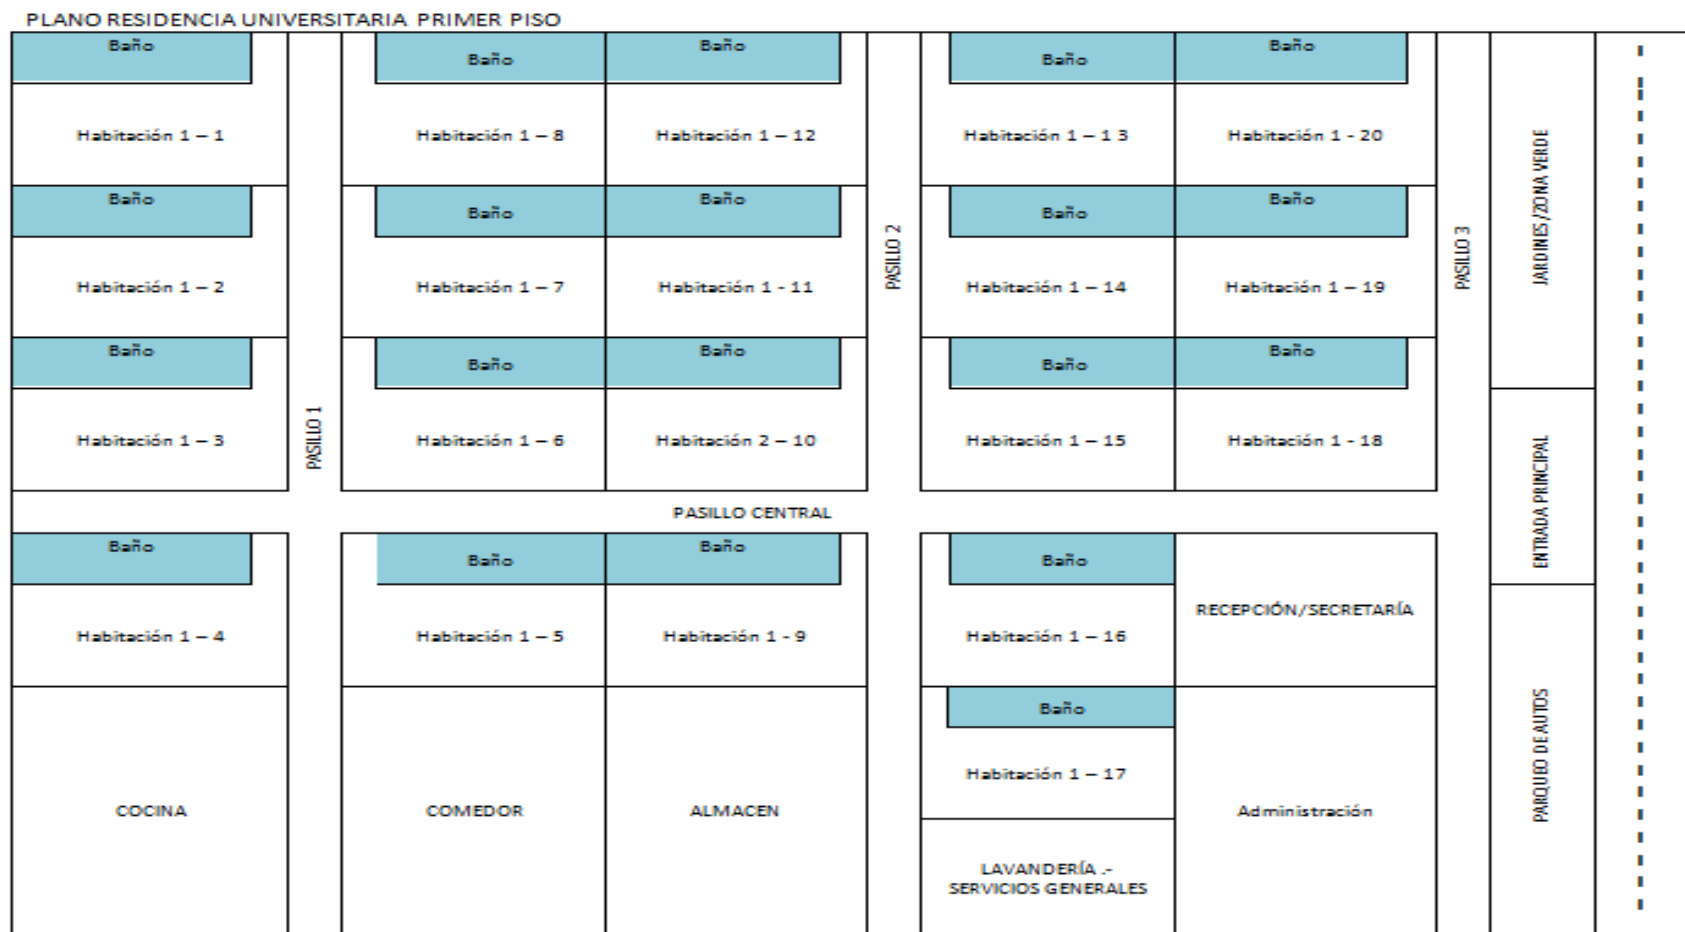 PLANO RESIDENCIA UNIVERSITARIA PRIMER PISO
Baño
Baño
Baño
Baño
Baño
Habitación 1 – 1
Habitación 1 – 8
Habitación 1 – 12
Habitación 1 – 1 3
Habitación 1 - 20
Baño
Baño
Baño
Baño
Baño
Habitación 1 – 2
Habitación 1 – 7
Habitación 1 - 11
Habitación 1 – 14
Habitación 1 – 19
Baño
Baño
Baño
Baño
Baño
Habitación 1 – 3
Habitación 1 – 6
Habitación 2 – 10
Habitación 1 – 15
Habitación 1 - 18
PASILLO 1
PASILLO 2
PASILLO 3
JARDINES /ZONA VERDE
ENTRADA PRINCIPAL
PASILLO CENTRAL
Baño
Baño
Baño
Baño
RECEPCIÓN/SECRETARÍA
Habitación 1 – 4
Habitación 1 – 5
Habitación 1 - 9
Habitación 1 – 16
Baño
Habitación 1 – 17
COCINA
COMEDOR
ALMACEN
Administración
PARQUEO DE AUTOS
LAVANDERÍA .-
SERVICIOS GENERALES